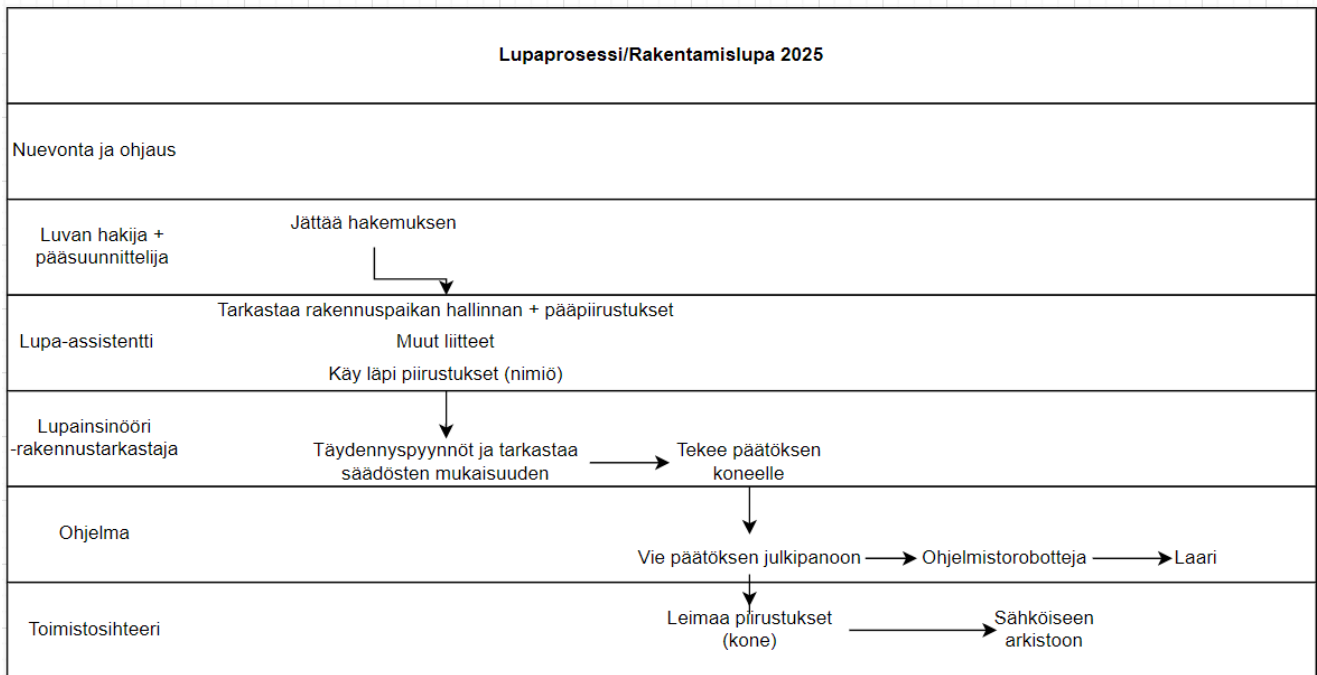 Lupaprosessi/Rakentamislupa 2025
Nuevonta ja ohjaus
Luvan hakija +
pääsuunnittelija
Jättää hakemuksen
Lupa-assistentti
Tarkastaa rakennuspaikan hallinnan + pääpiirustukset
Muut liitteet
Käy läpi piirustukset (nimiö)
Lupainsinööri
-rakennustarkastaja
Täydennyspyynnöt ja tarkastaa
säädösten mukaisuuden
Tekee päätöksen
koneelle
Ohjelma
Vie päätöksen julkipanoon
Ohjelmistorobotteja
Laari
Toimistosihteeri
Leimaa piirustukset
(kone)
Sähköiseen
arkistoon